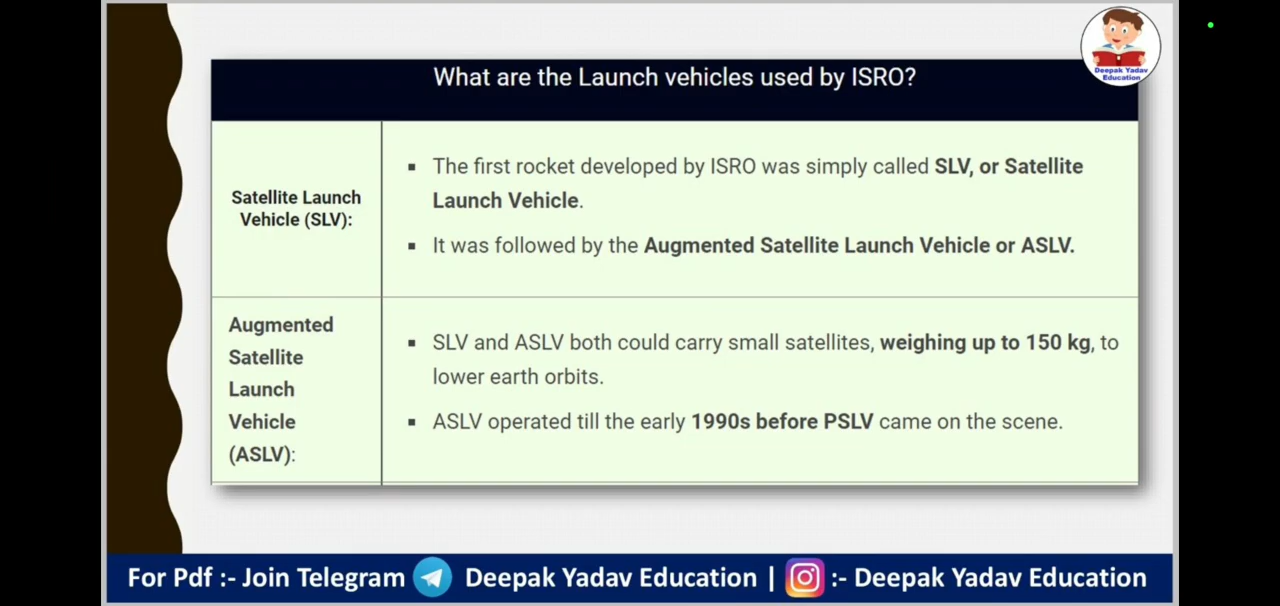 Deepak Yadav
Education
What are the Launch vehicles used by ISRO?
Satellite Launch
Vehicle (SLV):
▪ The first rocket developed by ISRO was simply called SLV, or Satellite
Launch Vehicle.
▪ It was followed by the Augmented Satellite Launch Vehicle or ASLV.
Augmented
Satellite
Launch
Vehicle
(ASLV):
▪ SLV and ASLV both could carry small satellites, weighing up to 150 kg, to
lower earth orbits.
▪ ASLV operated till the early 1990s before PSLV came on the scene.
For Pdf :- Join Telegram Deepak Yadav Education | :- Deepak Yadav Education